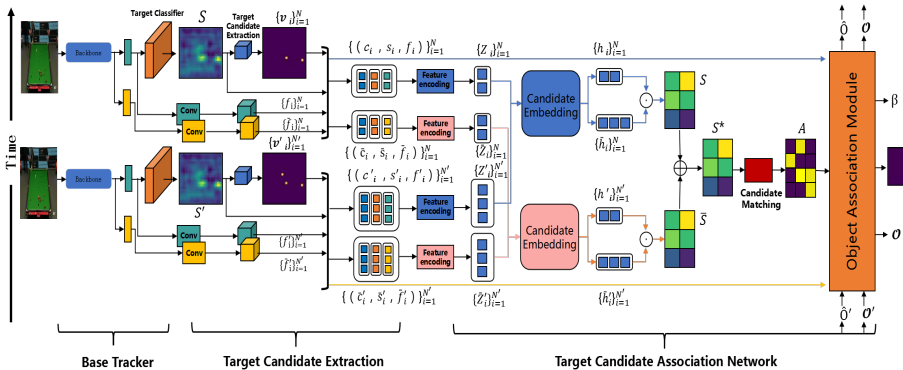 Time
Target Classifier
S
Target
Candidate
Extraction
{v_i}_{i=1}^N
Backbone
Conv
Conv
{f_i}_{i=1}^N
{f̄_i}_{i=1}^N
{v'_i}_{i=1}^{N'}
Backbone
S'
Conv
Conv
{f'_i}_{i=1}^{N'}
{f̄'_i}_{i=1}^{N'}
{(c_i, s_i, f_i)}_{i=1}^N
{Z_i}_{i=1}^N
Feature
encoding
Feature
encoding
{(c̄_i, s̄_i, f̄_i)}_{i=1}^N
{Z̄_i}_{i=1}^N
{(c'_i, s'_i, f'_i)}_{i=1}^{N'}
{Z'_i}_{i=1}^{N'}
Feature
encoding
Feature
encoding
{(c̄'_i, s̄'_i, f̄'_i)}_{i=1}^{N'}
{Z̄'_i}_{i=1}^{N'}
Candidate
Embedding
Candidate
Embedding
{h_i}_{i=1}^N
{h̄_i}_{i=1}^N
{h'_i}_{i=1}^{N'}
{h̄'_i}_{i=1}^{N'}
S
S̄
S*
Candidate
Matching
A
Object Association Module
Ô
𝒪
β
𝒪
Ô'
𝒪'
Base Tracker
Target Candidate Extraction
Target Candidate Association Network